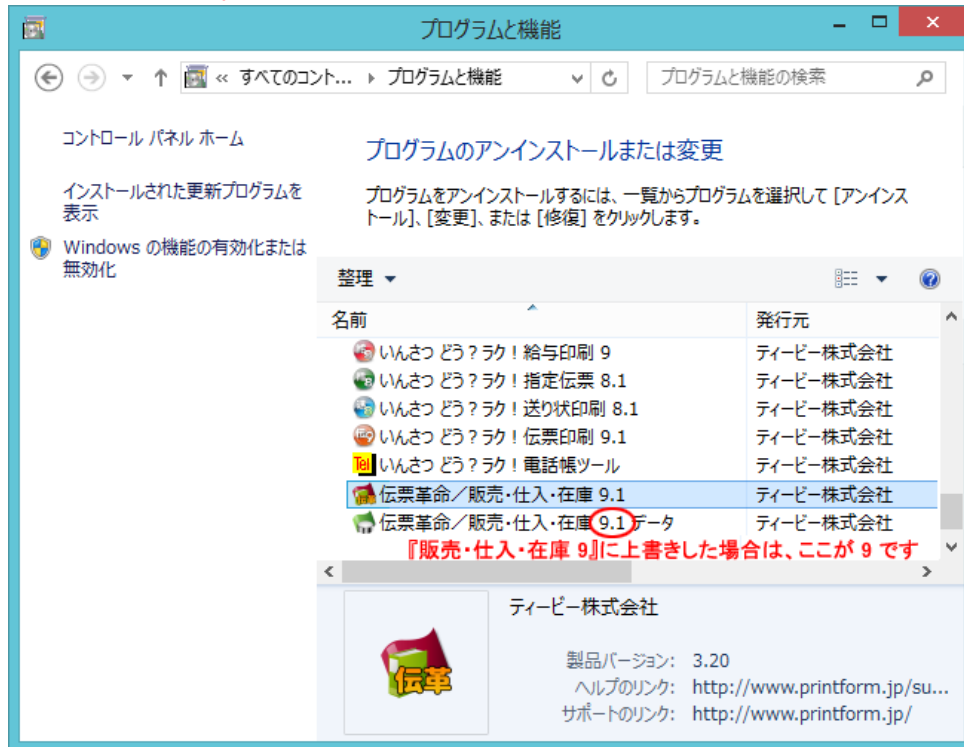 プログラムと機能
« すべてのコント... ▸ プログラムと機能
プログラムと機能の検索
コントロール パネル ホーム
インストールされた更新プログラムを
表示
Windows の機能の有効化または
無効化
プログラムのアンインストールまたは変更
プログラムをアンインストールするには、一覧からプログラムを選択して [アンインス
トール]、[変更]、または [修復] をクリックします。
整理
名前 発行元
いんさつ どう?ラク!給与印刷 9 ティービー株式会社
いんさつ どう?ラク!指定伝票 8.1 ティービー株式会社
いんさつ どう?ラク!送り状印刷 8.1 ティービー株式会社
いんさつ どう?ラク!伝票印刷 9.1 ティービー株式会社
Tel いんさつ どう?ラク!電話帳ツール ティービー株式会社
伝票革命/販売・仕入・在庫 9.1 ティービー株式会社
伝票革命/販売・仕入・在庫 9.1 データ ティービー株式会社
『販売・仕入・在庫 9』に上書きした場合は、ここが 9 です
ティービー株式会社
伝革
製品バージョン: 3.20
ヘルプのリンク: http://www.printform.jp/su...
サポートのリンク: http://www.printform.jp/